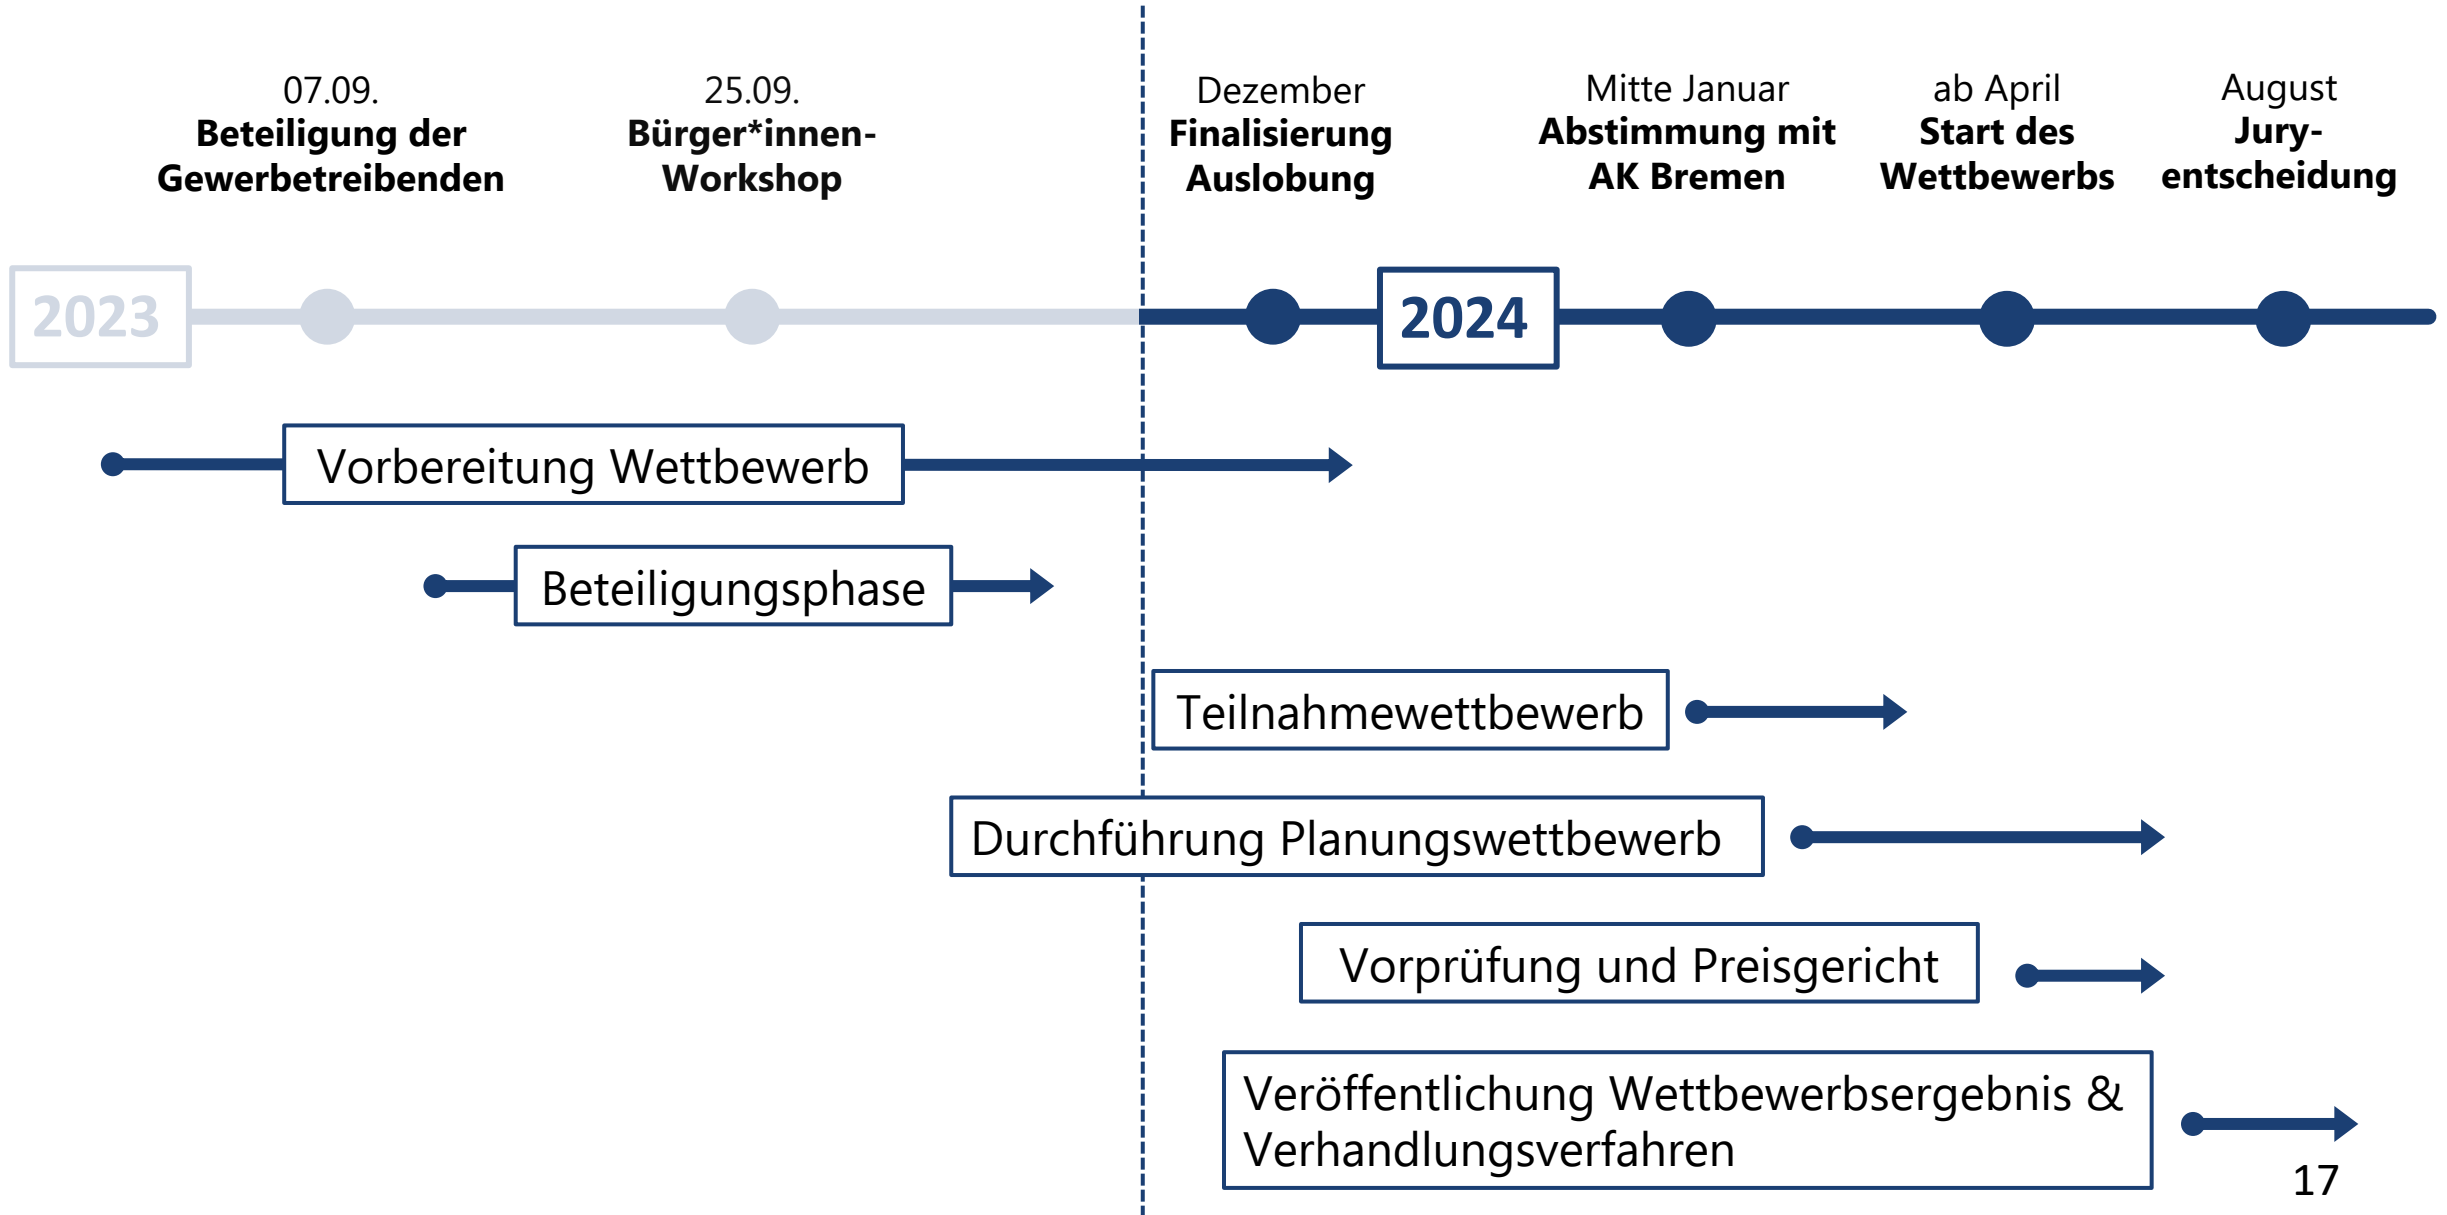 07.09.
Beteiligung der
Gewerbetreibenden
25.09.
Bürger*innen-
Workshop
Dezember
Finalisierung
Auslobung
Mitte Januar
Abstimmung mit
AK Bremen
ab April
Start des
Wettbewerbs
August
Jury-
entscheidung
2023
2024
Vorbereitung Wettbewerb
Beteiligungsphase
Teilnahmewettbewerb
Durchführung Planungswettbewerb
Vorprüfung und Preisgericht
Veröffentlichung Wettbewerbsergebnis &
Verhandlungsverfahren
17